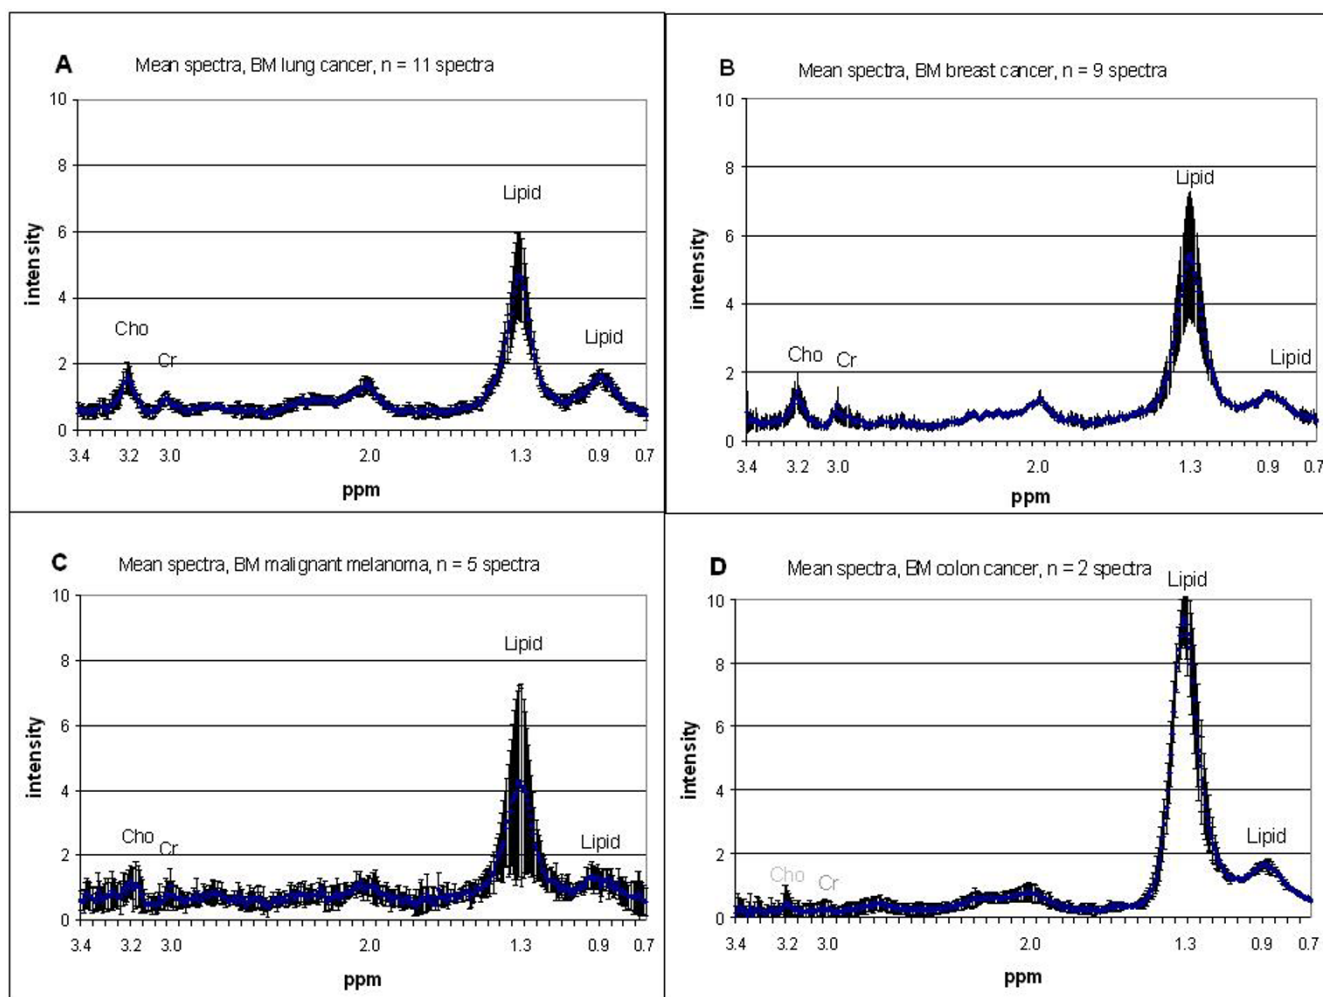 A Mean spectra, BM lung cancer, n = 11 spectra
10
8
6
4
2
0
intensity
Cho
Cr
Lipid
Lipid
3.4 3.2 3.0 2.0 1.3 0.9 0.7
ppm
B Mean spectra, BM breast cancer, n = 9 spectra
10
8
6
4
2
0
intensity
Cho
Cr
Lipid
Lipid
3.4 3.2 3.0 2.0 1.3 0.9 0.7
ppm
C Mean spectra, BM malignant melanoma, n = 5 spectra
10
8
6
4
2
0
intensity
Cho
Cr
Lipid
Lipid
3.4 3.2 3.0 2.0 1.3 0.9 0.7
ppm
D Mean spectra, BM colon cancer, n = 2 spectra
10
8
6
4
2
0
intensity
Cho
Cr
Lipid
Lipid
3.4 3.2 3.0 2.0 1.3 0.9 0.7
ppm